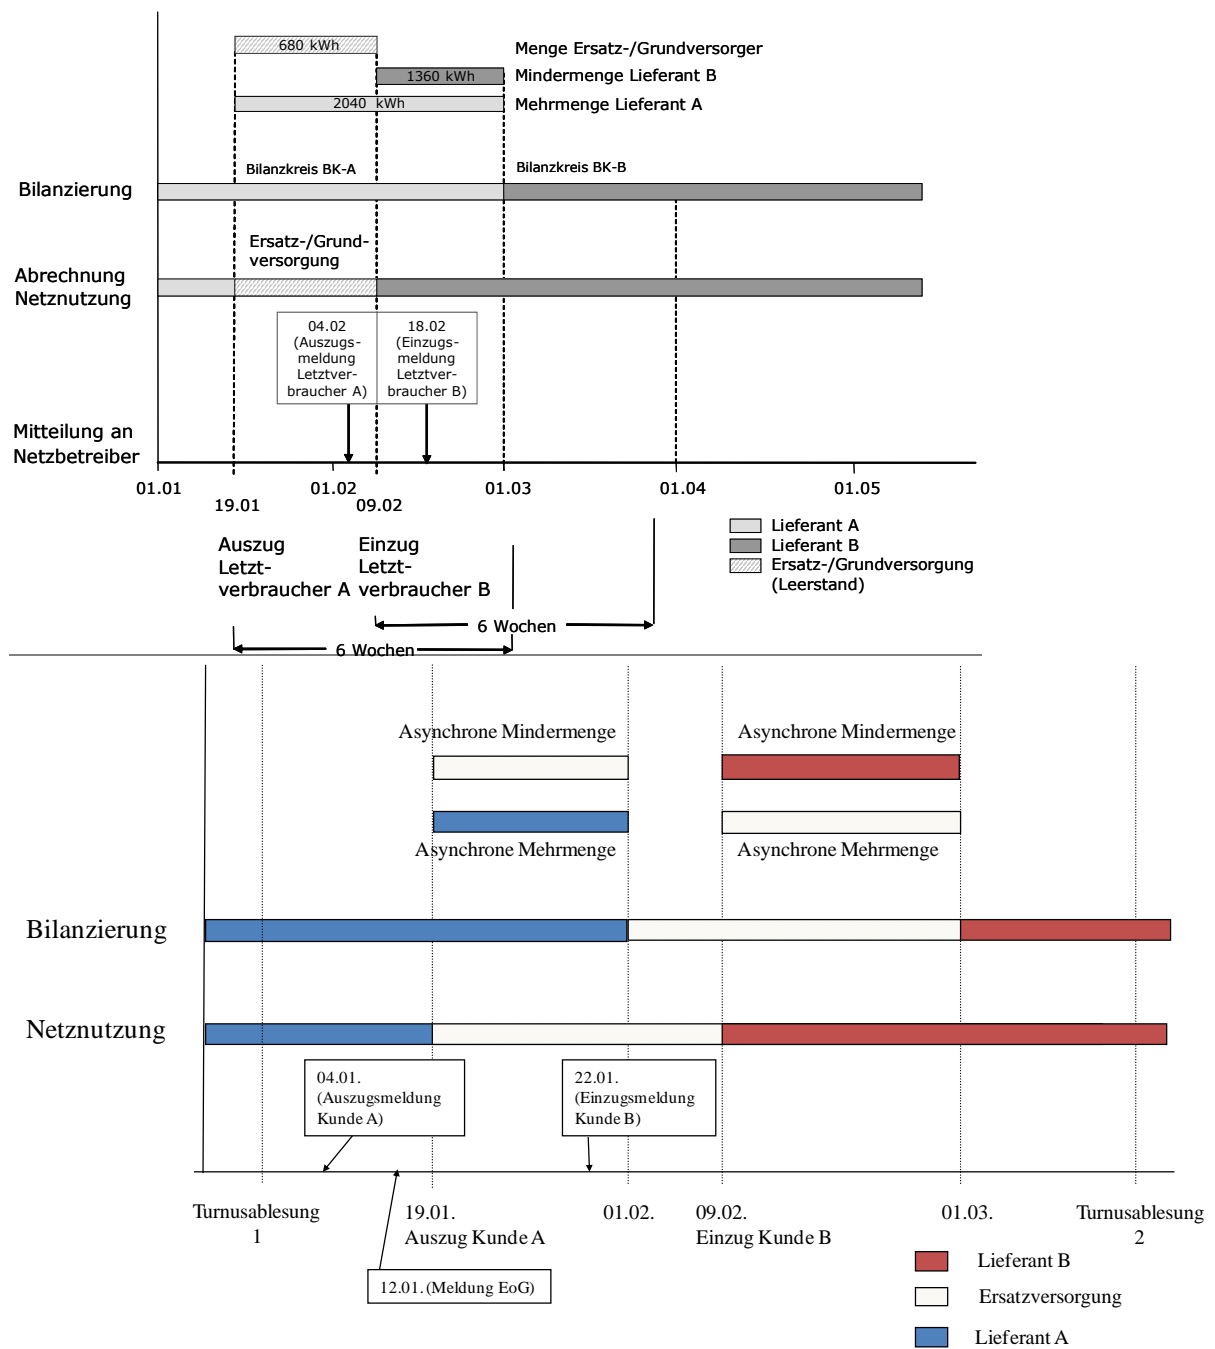 680 kWh
Menge Ersatz-/Grundversorger
1360 kWh
Mindermenge Lieferant B
2040 kWh
Mehrmenge Lieferant A
Bilanzkreis BK-A
Bilanzkreis BK-B
Bilanzierung
Ersatz-/Grund-
versorgung
Abrechnung
Netznutzung
04.02
(Auszugs-
meldung
Letztver-
braucher A)
18.02
(Einzugs-
meldung
Letztver-
braucher B)
Mitteilung an
Netzbetreiber
01.01
01.02
01.03
01.04
01.05
19.01
09.02
Auszug
Letzt-
verbraucher A
Einzug
Letzt-
verbraucher B
Lieferant A
Lieferant B
Ersatz-/Grundversorgung
(Leerstand)
6 Wochen
6 Wochen
Asynchrone Mindermenge
Asynchrone Mindermenge
Asynchrone Mehrmenge
Asynchrone Mehrmenge
Bilanzierung
Netznutzung
04.01.
(Auszugsmeldung
Kunde A)
22.01.
(Einzugsmeldung
Kunde B)
Turnusablesung
1
19.01.
Auszug Kunde A
01.02.
09.02.
Einzug Kunde B
01.03.
Turnusablesung
2
12.01. (Meldung EoG)
Lieferant B
Ersatzversorgung
Lieferant A